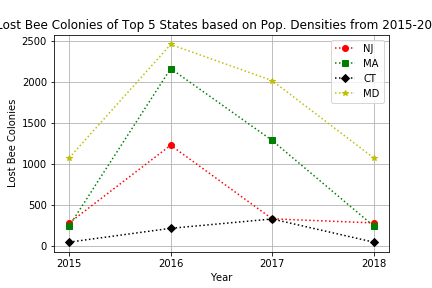 Lost Bee Colonies of Top 5 States based on Pop. Densities from 2015-20
2500
2000
1500
1000
500
0
Lost Bee Colonies
NJ
MA
CT
MD
2015
2016
2017
2018
Year